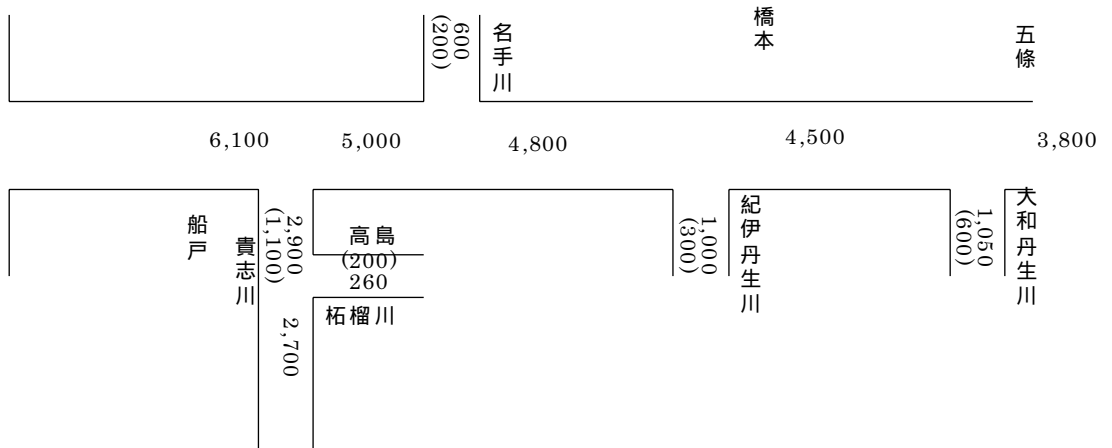 600
(200)
名手川
橋本
五條
6,100
5,000
4,800
4,500
3,800
船戸
貴志川
2,900
(1,100)
高島
(200)
260
柘榴川
2,700
1,000
(300)
紀伊丹生川
1,050
(600)
大和丹生川